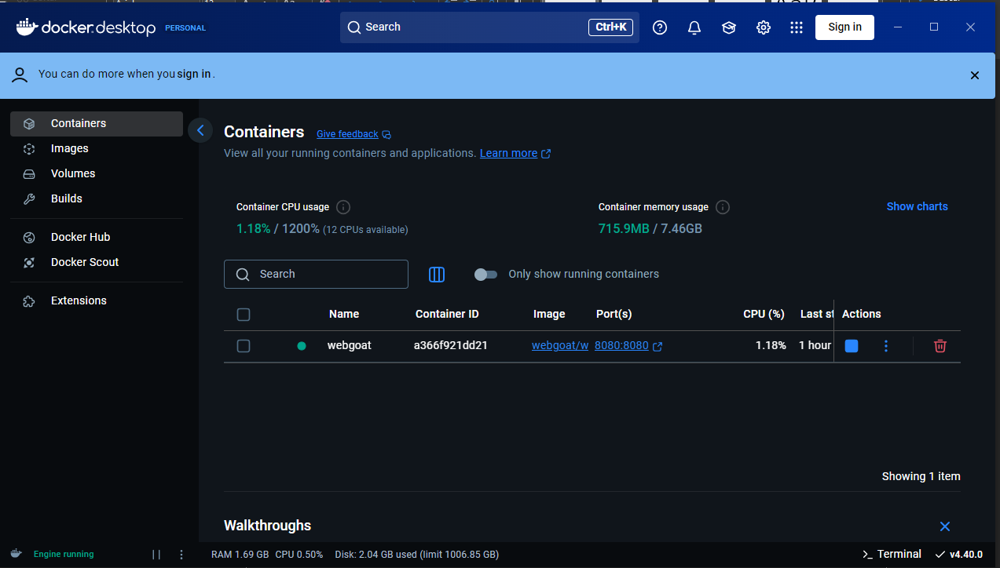 docker.desktop PERSONAL
Search
Ctrl+K
Sign in
You can do more when you sign in.
Containers
Images
Volumes
Builds
Docker Hub
Docker Scout
Extensions
Containers Give feedback
View all your running containers and applications. Learn more
Container CPU usage
1.18% / 1200% (12 CPUs available)
Container memory usage
715.9MB / 7.46GB
Show charts
Search
Only show running containers
Name Container ID Image Port(s) CPU (%) Last st Actions
webgoat a366f921dd21 webgoat/w 8080:8080 1.18% 1 hour
Showing 1 item
Walkthroughs
Engine running
RAM 1.69 GB CPU 0.50% Disk: 2.04 GB used (limit 1006.85 GB)
Terminal
v4.40.0